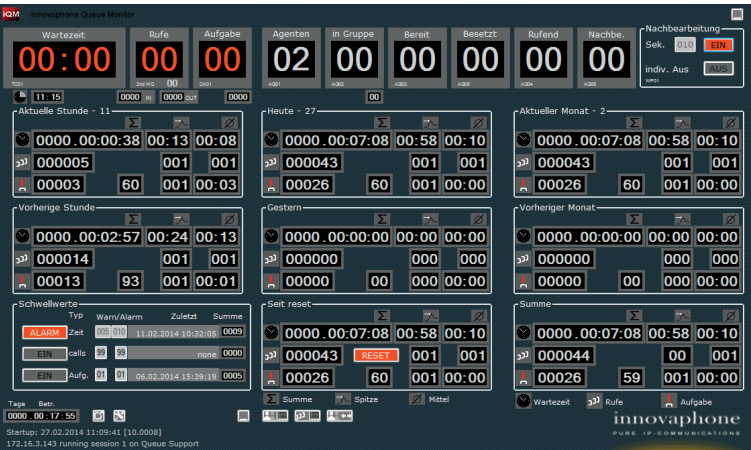 iQM innovaphone Queue Monitor
Wartezeit Rufe Aufgabe Agenten in Gruppe Bereit Besetzt Rufend Nachbe. Nachbearbeitung
00:00 00 00 02 00 00 00 00 00 Sek. 010 EIN
indiv. Aus AUS
TC01 2nd WQ 00 CA01 AG01 AG02 AG03 AG05 AG04 AG08 WP01
11:15 0000 IN 0000 OUT 0000 00
Aktuelle Stunde - 11 Heute - 27 Aktueller Monat - 2
Σ Ø Σ Ø Σ Ø
0000.00:00:38 00:13 00:08 0000.00:07:08 00:58 00:10 0000.00:07:08 00:58 00:10
000005 001 001 000043 001 001 000043 001 001
00003 60 001 00:03 00026 60 001 00:00 00026 60 001 00:00
Vorherige Stunde Gestern Vorheriger Monat
Σ Ø Σ Ø Σ Ø
0000.00:02:57 00:24 00:13 0000.00:00:00 00:00 00:00 0000.00:00:00 00:00 00:00
000014 001 001 000000 000 000 000000 000 000
00013 93 001 00:01 00000 00 000 00:00 00000 00 000 00:00
Schwellwerte Seit reset Summe
Typ Warn/Alarm Zuletzt Summe Σ Ø Σ Ø
ALARM Zeit 005 010 11.02.2014 10:32:05 0009 0000.00:07:08 00:58 00:10 0000.00:07:08 00:58 00:10
EIN calls 99 99 none 0000 000043 RESET 001 001 000044 00 001
EIN Aufg. 01 01 06.02.2014 15:39:19 0005 00026 60 001 00:00 00026 59 001 00:00
Σ Summe Spitze Ø Mittel Wartezeit Rufe Aufgabe
Tage Betr.
0000.00:17:55
innovaphone
PURE IP-COMMUNICATIONS
Startup: 27.02.2014 11:09:41 [10.0008]
172.16.3.143 running session 1 on Queue Support